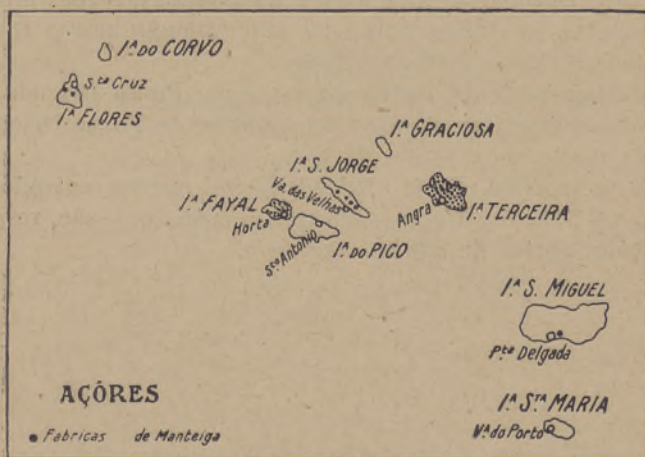 Iª DO CORVO
Sta Cruz
Iª FLORES
Iª GRACIOSA
Iª S. JORGE
Va. das Velhas
Iª FAYAL
Horta
Angra
Iª TERCEIRA
Sto Antonio
Iª DO PICO
Iª S. MIGUEL
Pta Delgada
AÇÔRES
Iª STA MARIA
Vª do Porto
Fabricas de Manteiga